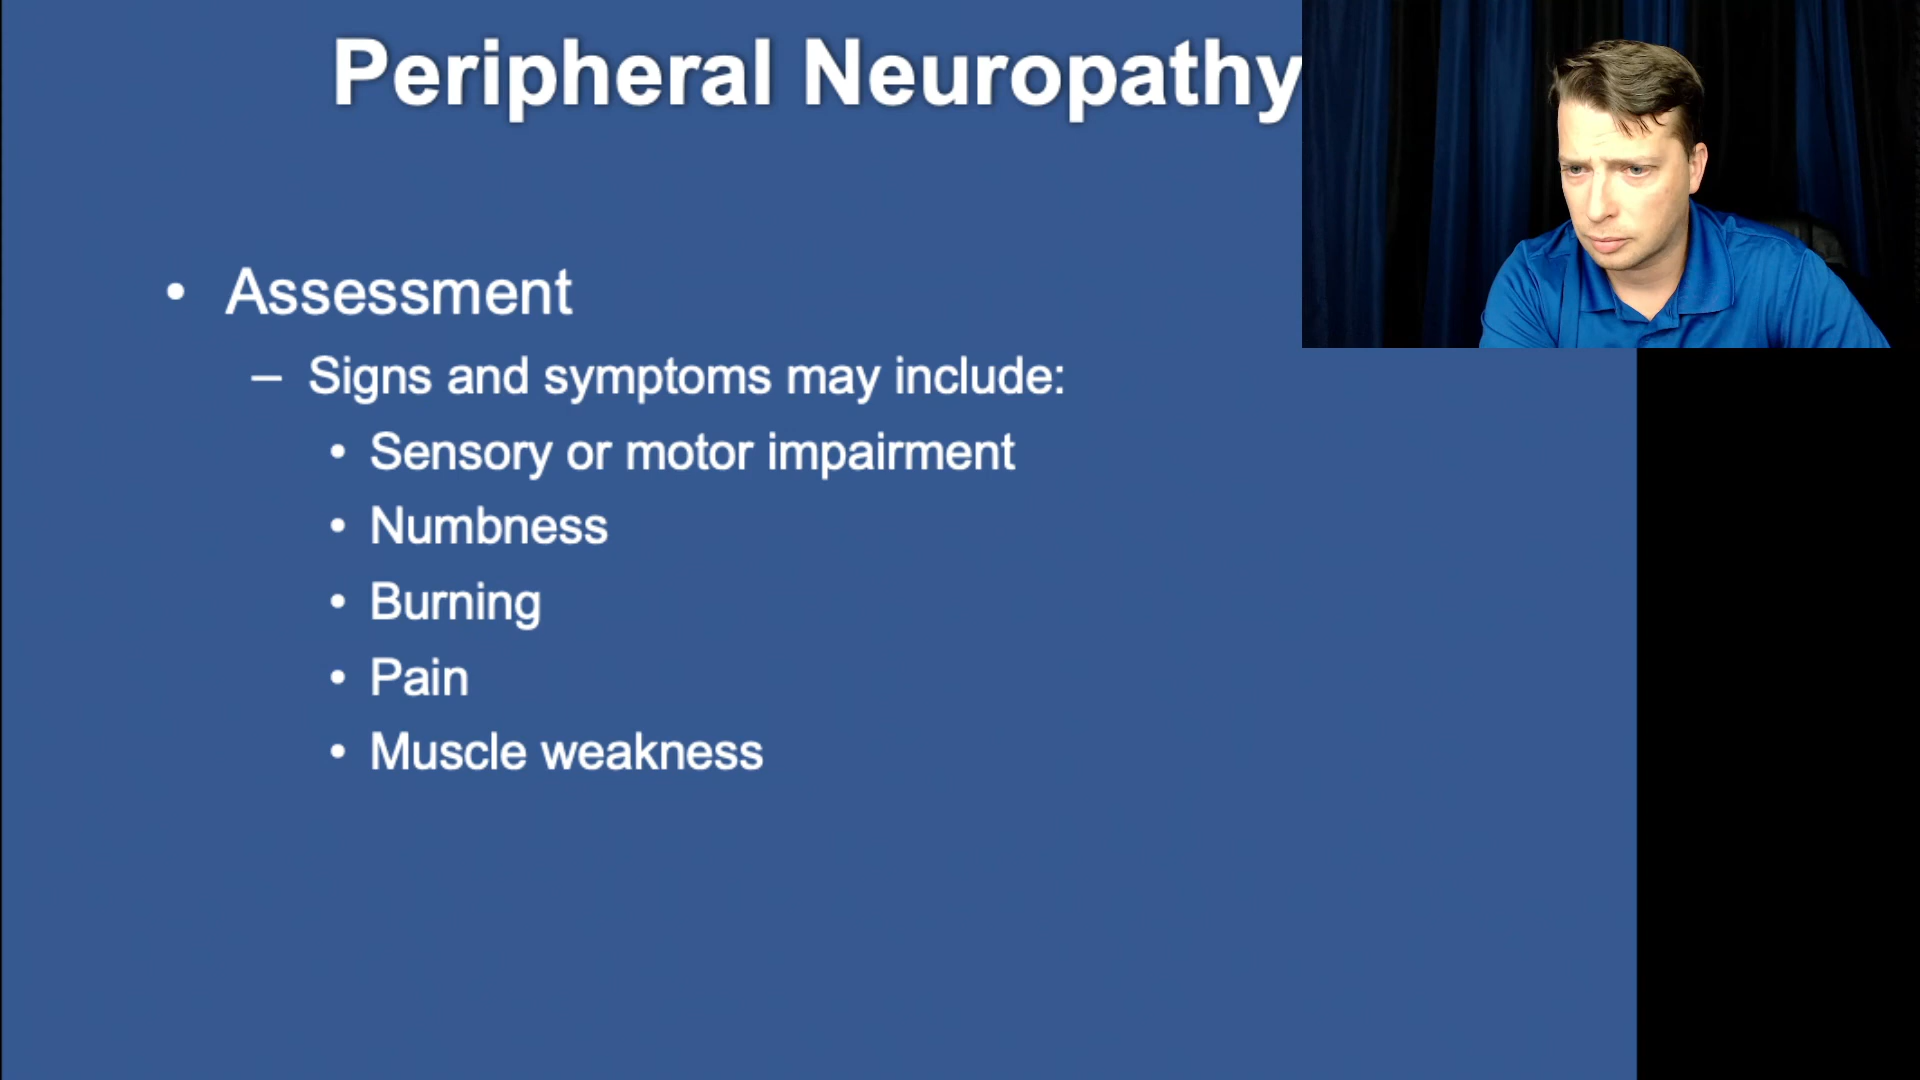 Peripheral Neuropathy
• Assessment
– Signs and symptoms may include:
• Sensory or motor impairment
• Numbness
• Burning
• Pain
• Muscle weakness